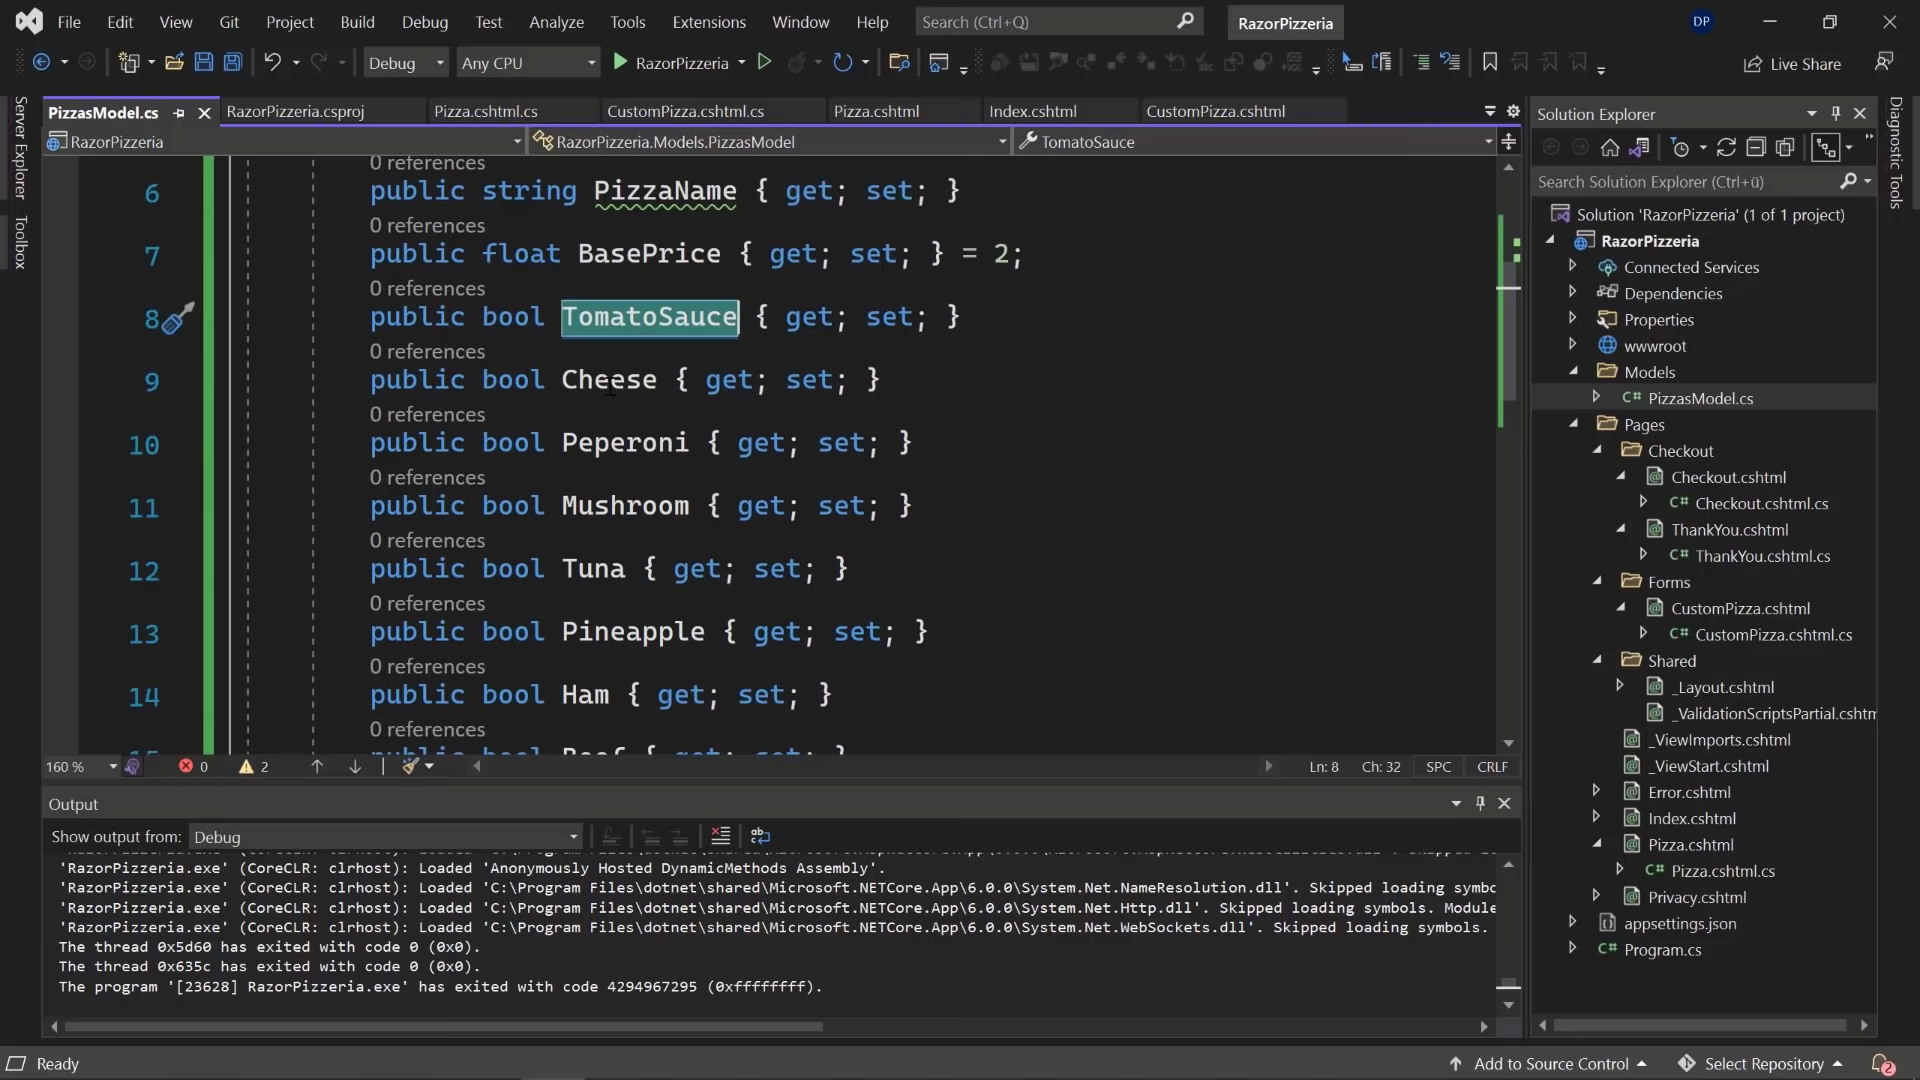 File Edit View Git Project Build Debug Test Analyze Tools Extensions Window Help Search (Ctrl+Q) RazorPizzeria DP
Debug Any CPU RazorPizzeria Live Share
Server Explorer
Toolbox
PizzasModel.cs RazorPizzeria.csproj Pizza.cshtml.cs CustomPizza.cshtml.cs Pizza.cshtml Index.cshtml CustomPizza.cshtml
RazorPizzeria RazorPizzeria.Models.PizzasModel TomatoSauce
0 references
6 public string PizzaName { get; set; }
0 references
7 public float BasePrice { get; set; } = 2;
0 references
8 public bool TomatoSauce { get; set; }
0 references
9 public bool Cheese { get; set; }
0 references
10 public bool Peperoni { get; set; }
0 references
11 public bool Mushroom { get; set; }
0 references
12 public bool Tuna { get; set; }
0 references
13 public bool Pineapple { get; set; }
0 references
14 public bool Ham { get; set; }
0 references
160 % 0 2 Ln: 8 Ch: 32 SPC CRLF
Output
Show output from: Debug
'RazorPizzeria.exe' (CoreCLR: clrhost): Loaded 'Anonymously Hosted DynamicMethods Assembly'.
'RazorPizzeria.exe' (CoreCLR: clrhost): Loaded 'C:\Program Files\dotnet\shared\Microsoft.NETCore.App\6.0.0\System.Net.NameResolution.dll'. Skipped loading symbo
'RazorPizzeria.exe' (CoreCLR: clrhost): Loaded 'C:\Program Files\dotnet\shared\Microsoft.NETCore.App\6.0.0\System.Net.Http.dll'. Skipped loading symbols. Module
'RazorPizzeria.exe' (CoreCLR: clrhost): Loaded 'C:\Program Files\dotnet\shared\Microsoft.NETCore.App\6.0.0\System.Net.WebSockets.dll'. Skipped loading symbols.
The thread 0x5d60 has exited with code 0 (0x0).
The thread 0x635c has exited with code 0 (0x0).
The program '[23628] RazorPizzeria.exe' has exited with code 4294967295 (0xffffffff).
Solution Explorer
Search Solution Explorer (Ctrl+ü)
Solution 'RazorPizzeria' (1 of 1 project)
RazorPizzeria
Connected Services
Dependencies
Properties
wwwroot
Models
C# PizzasModel.cs
Pages
Checkout
Checkout.cshtml
C# Checkout.cshtml.cs
ThankYou.cshtml
C# ThankYou.cshtml.cs
Forms
CustomPizza.cshtml
C# CustomPizza.cshtml.cs
Shared
_Layout.cshtml
_ValidationScriptsPartial.cshtm
_ViewImports.cshtml
_ViewStart.cshtml
Error.cshtml
Index.cshtml
Pizza.cshtml
C# Pizza.cshtml.cs
Privacy.cshtml
appsettings.json
C# Program.cs
Diagnostic Tools
Ready Add to Source Control Select Repository 2